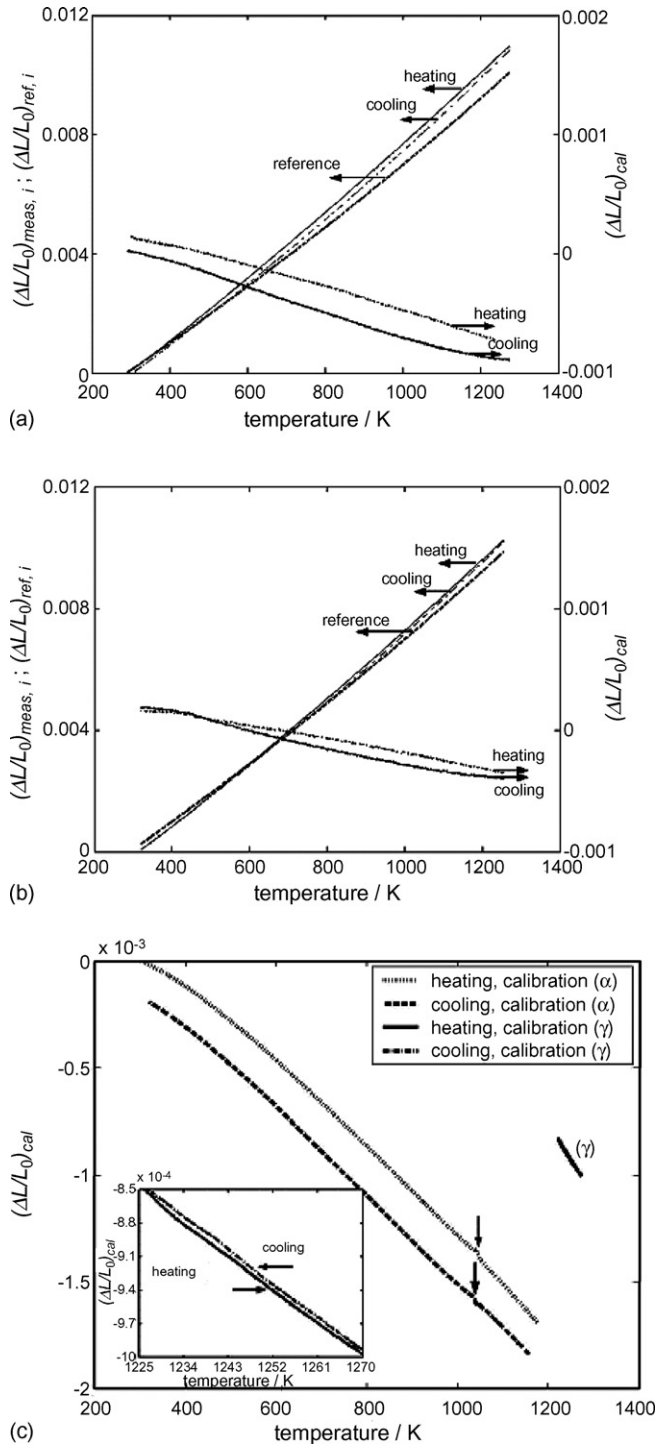 0.012
0.008
0.004
0
(ΔL/L0)meas, i ; (ΔL/L0)ref, i
0.002
0.001
0
-0.001
(ΔL/L0)cal
heating
cooling
reference
heating
cooling
200 400 600 800 1000 1200 1400
temperature / K
(a)
0.012
0.008
0.004
0
(ΔL/L0)meas, i ; (ΔL/L0)ref, i
0.002
0.001
0
-0.001
(ΔL/L0)cal
heating
cooling
reference
heating
cooling
200 400 600 800 1000 1200 1400
temperature / K
(b)
x 10-3
0
-0.5
-1
-1.5
-2
(ΔL/L0)cal
heating, calibration (α)
cooling, calibration (α)
heating, calibration (γ)
cooling, calibration (γ)
(γ)
x 10-4
-8.5
-8.8
-9.1
-9.4
-9.7
-10
(ΔL/L0)cal
cooling
heating
1225 1234 1243 1252 1261 1270
temperature / K
200 400 600 800 1000 1200 1400
temperature / K
(c)